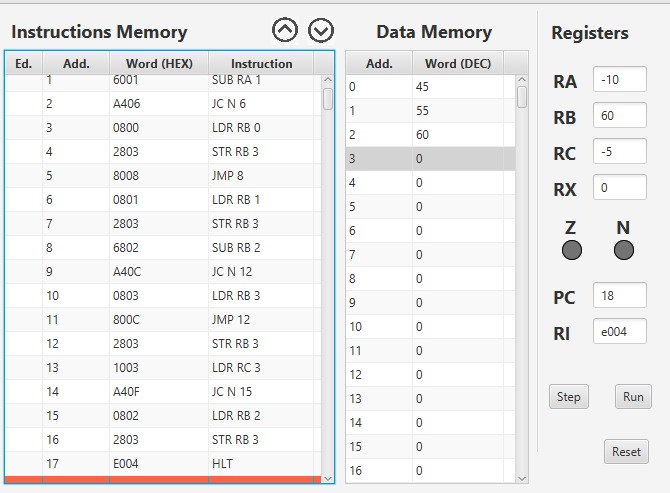 Instructions Memory
Ed. Add. Word (HEX) Instruction
1 6001 SUB RA 1
2 A406 JC N 6
3 0800 LDR RB 0
4 2803 STR RB 3
5 8008 JMP 8
6 0801 LDR RB 1
7 2803 STR RB 3
8 6802 SUB RB 2
9 A40C JC N 12
10 0803 LDR RB 3
11 800C JMP 12
12 2803 STR RB 3
13 1003 LDR RC 3
14 A40F JC N 15
15 0802 LDR RB 2
16 2803 STR RB 3
17 E004 HLT
Data Memory
Add. Word (DEC)
0 45
1 55
2 60
3 0
4 0
5 0
6 0
7 0
8 0
9 0
10 0
11 0
12 0
13 0
14 0
15 0
16 0
Registers
RA -10
RB 60
RC -5
RX 0
Z N
PC 18
RI e004
Step Run
Reset